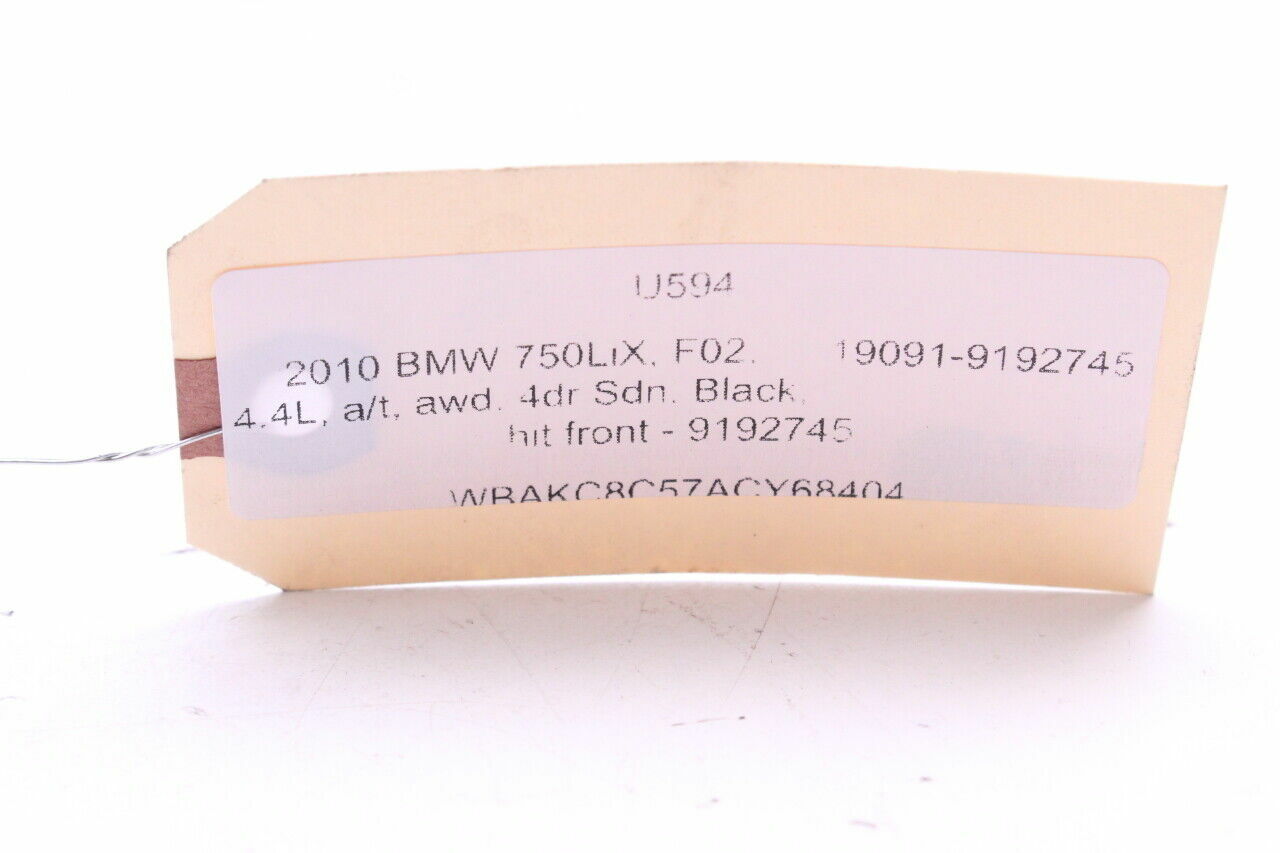 U594
2010 BMW 750LiX, F02, 19091-9192745
4.4L, a/t, awd, 4dr Sdn, Black,
hit front - 9192745
WBAKC8C57ACY68404